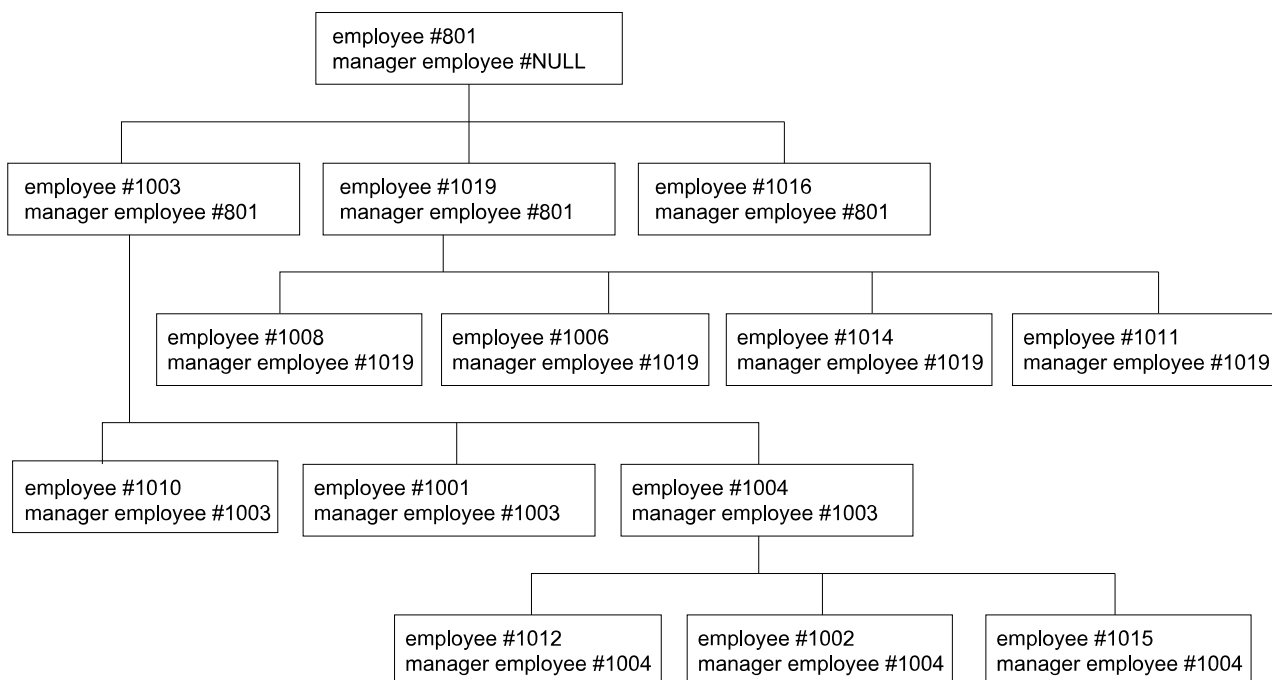 employee #801
manager employee #NULL
employee #1003
manager employee #801
employee #1019
manager employee #801
employee #1016
manager employee #801
employee #1008
manager employee #1019
employee #1006
manager employee #1019
employee #1014
manager employee #1019
employee #1011
manager employee #1019
employee #1010
manager employee #1003
employee #1001
manager employee #1003
employee #1004
manager employee #1003
employee #1012
manager employee #1004
employee #1002
manager employee #1004
employee #1015
manager employee #1004